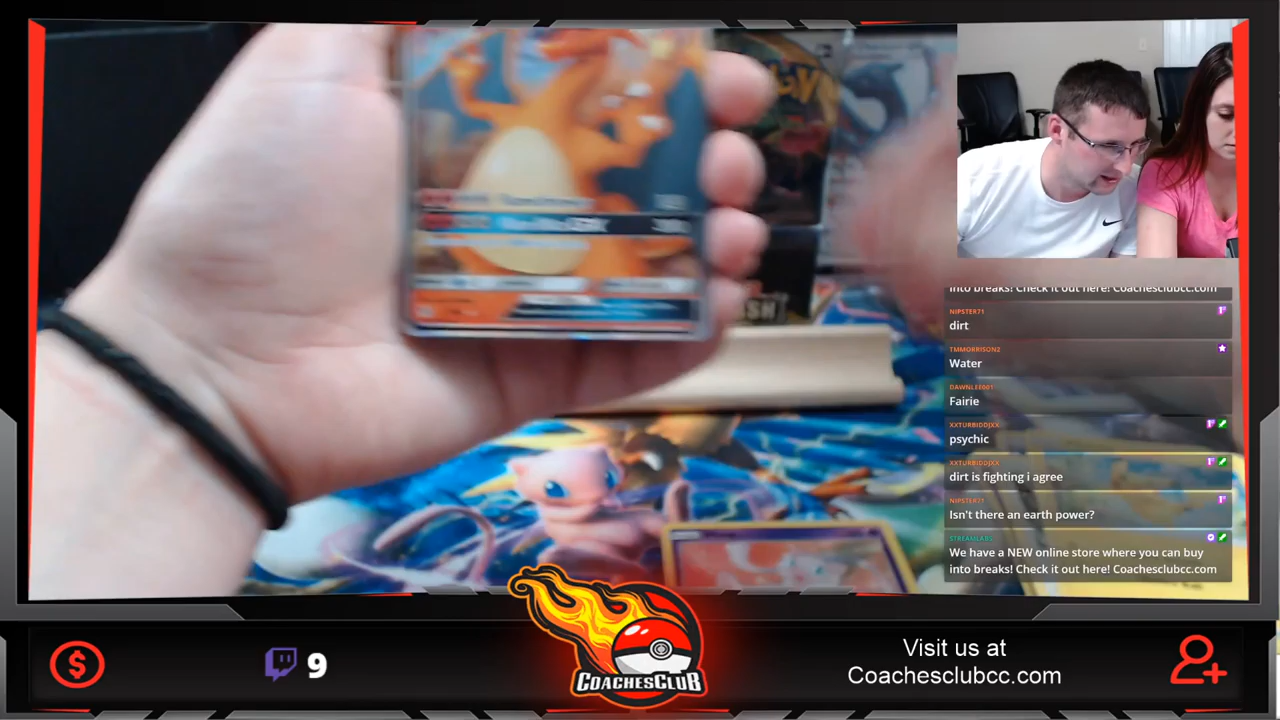 into breaks! Check it out here! Coachesclubcc.com
NIPSTER71
dirt
TMMORRISON2
Water
DAWNLEE001
Fairie
XXTURBIDDJXX
psychic
XXTURBIDDJXX
dirt is fighting i agree
NIPSTER71
Isn't there an earth power?
STREAMLABS
We have a NEW online store where you can buy
into breaks! Check it out here! Coachesclubcc.com
$
9
COACHESCLUB
Visit us at
Coachesclubcc.com